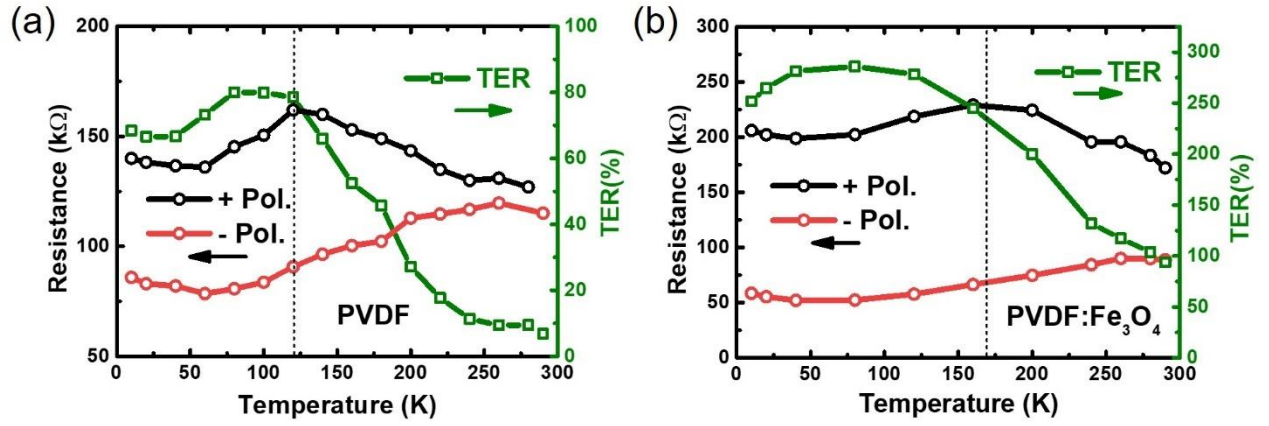 (a)
200
150
100
50
Resistance (kΩ)
0 50 100 150 200 250 300
Temperature (K)
100
80
60
40
20
0
TER(%)
TER
+ Pol.
- Pol.
PVDF
(b)
300
250
200
150
100
50
0
Resistance (kΩ)
0 50 100 150 200 250 300
Temperature (K)
300
250
200
150
100
50
0
TER(%)
TER
+ Pol.
- Pol.
PVDF:Fe₃O₄